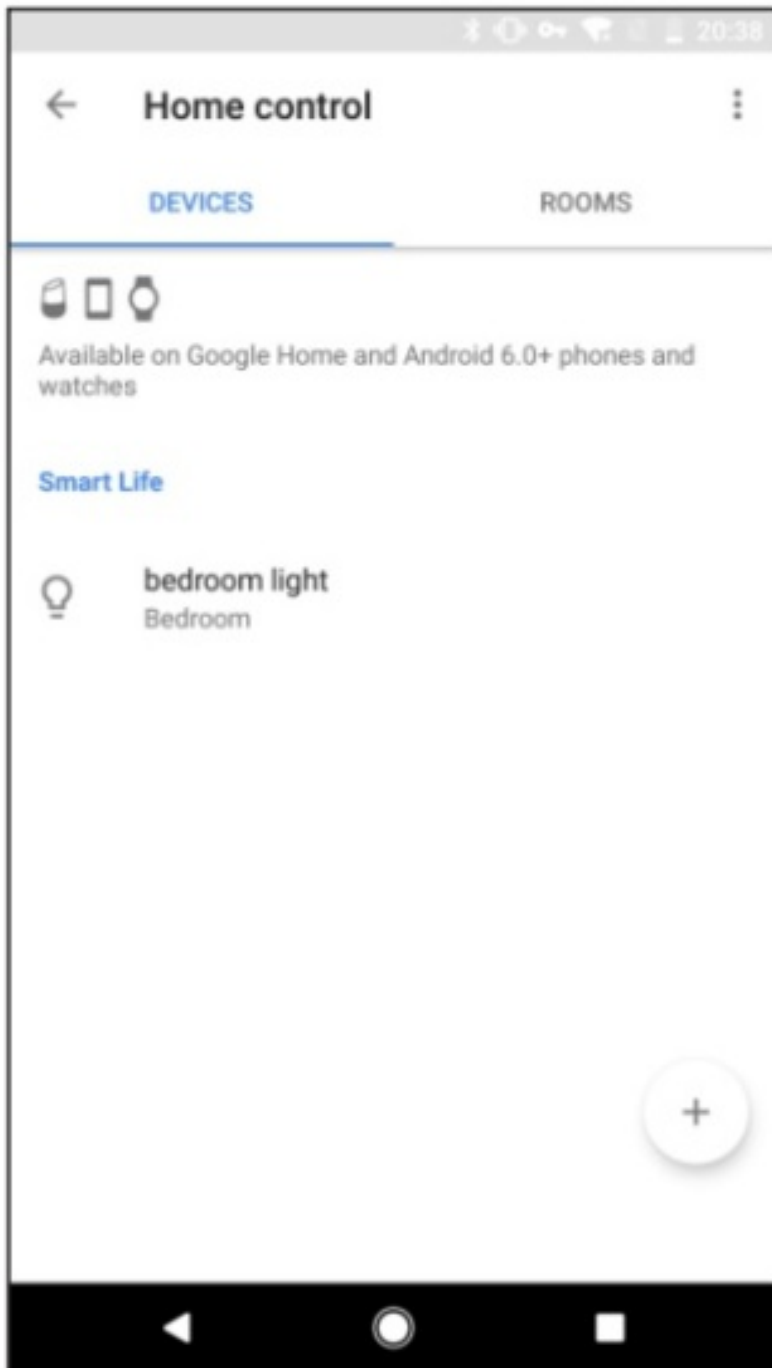 20:38
Home control
DEVICES
ROOMS
Available on Google Home and Android 6.0+ phones and
watches
Smart Life
bedroom light
Bedroom